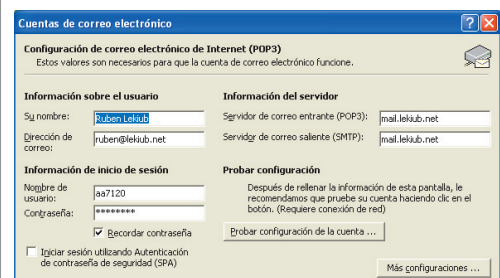 Cuentas de correo electrónico
Configuración de correo electrónico de Internet (POP3)
Estos valores son necesarios para que la cuenta de correo electrónico funcione.
Información sobre el usuario
Su nombre: Ruben Lekiub
Dirección de
correo: ruben@lekiub.net
Información del servidor
Servidor de correo entrante (POP3): mail.lekiub.net
Servidor de correo saliente (SMTP): mail.lekiub.net
Información de inicio de sesión
Nombre de
usuario: aa7120
Contraseña: ********
Recordar contraseña
Iniciar sesión utilizando Autenticación
de contraseña de seguridad (SPA)
Probar configuración
Después de rellenar la información de esta pantalla, le
recomendamos que pruebe su cuenta haciendo clic en el
botón. (Requiere conexión de red)
Probar configuración de la cuenta ...
Más configuraciones ...